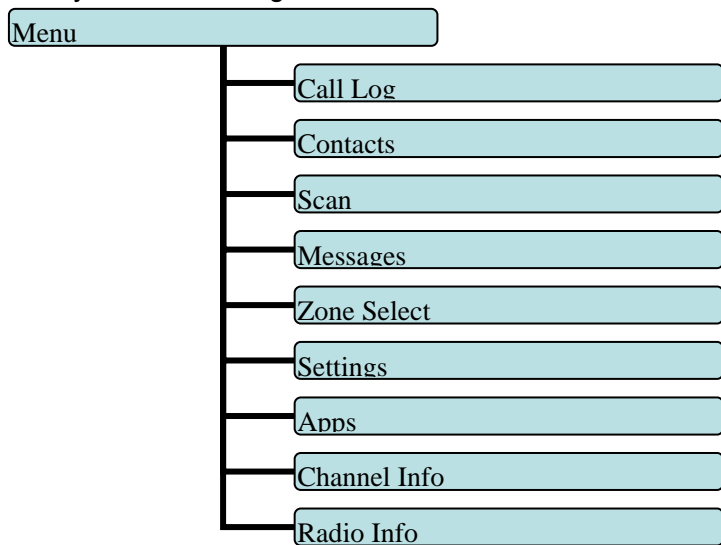 Menu
Call Log
Contacts
Scan
Messages
Zone Select
Settings
Apps
Channel Info
Radio Info